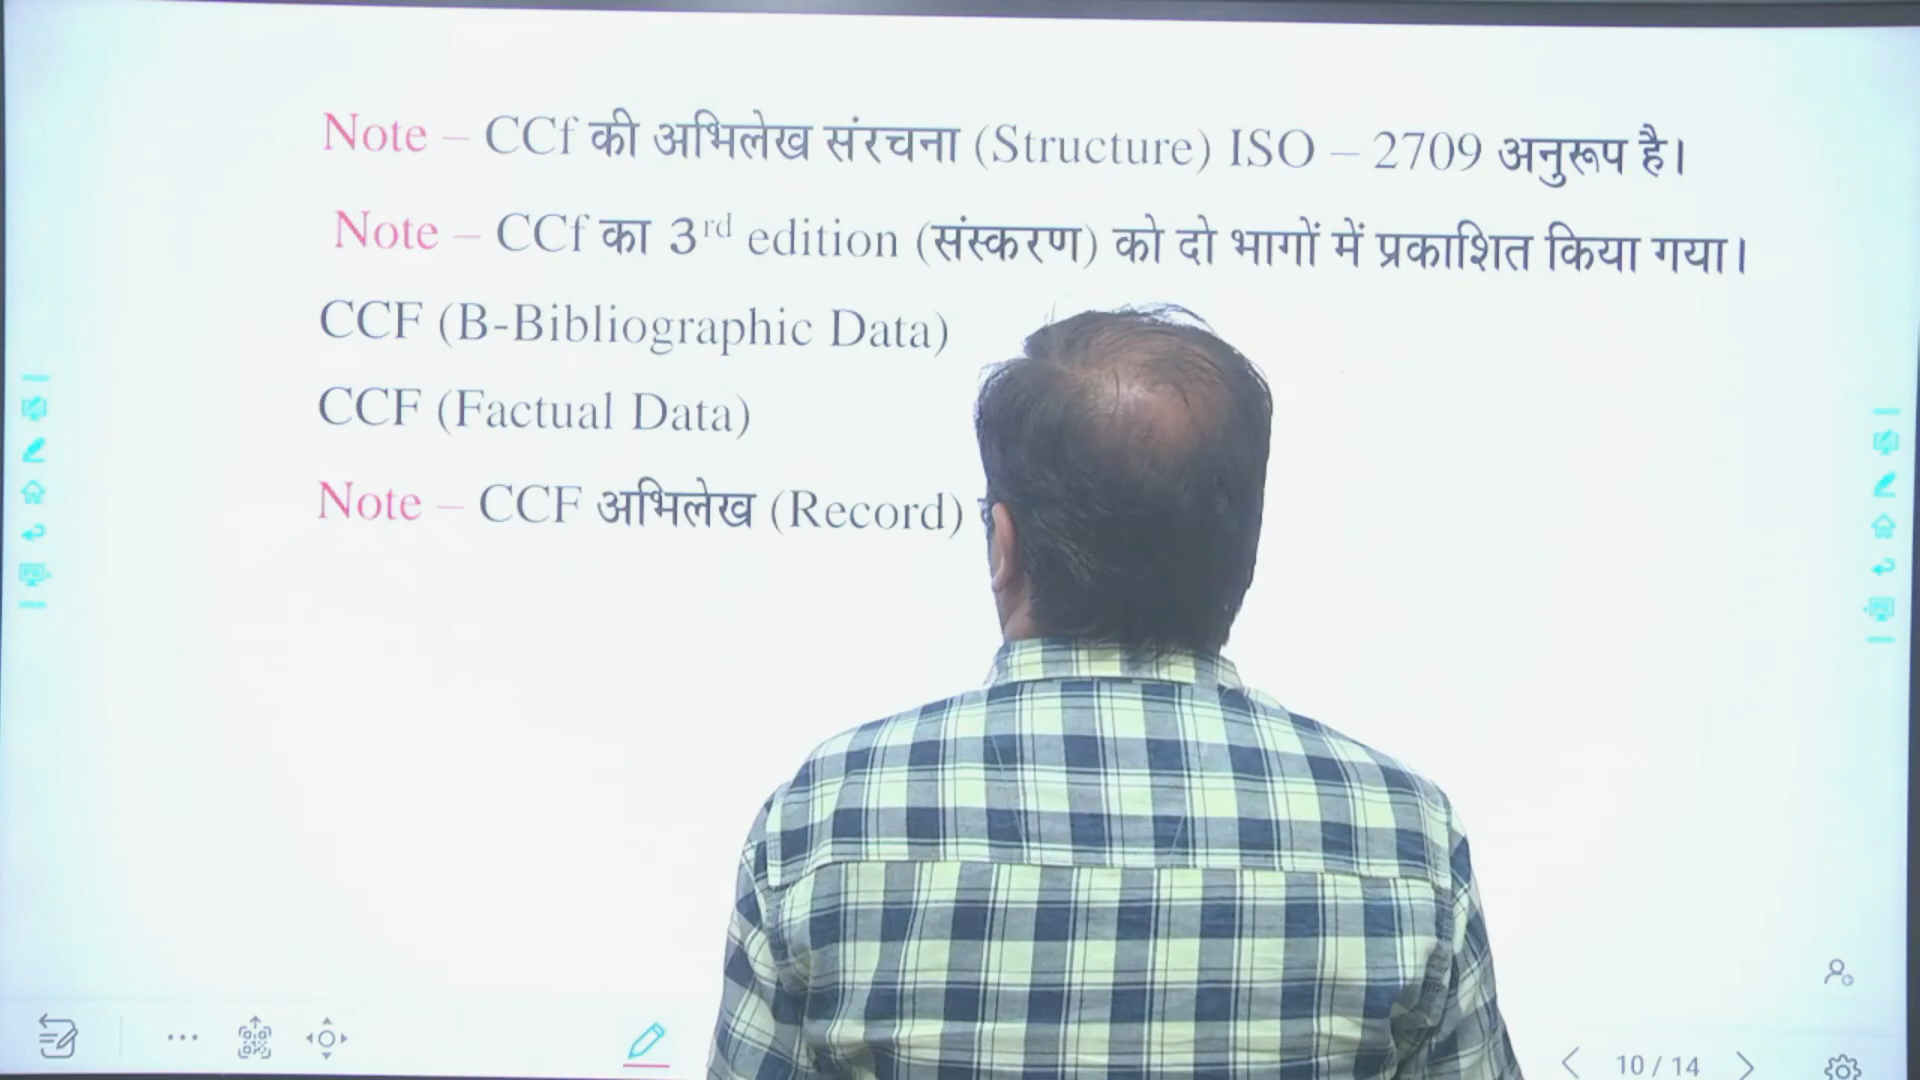 Note – CCf की अभिलेख संरचना (Structure) ISO – 2709 अनुरूप है।
Note – CCf का 3rd edition (संस्करण) को दो भागों में प्रकाशित किया गया।
CCF (B-Bibliographic Data)
CCF (Factual Data)
Note – CCF अभिलेख (Record)
10 / 14